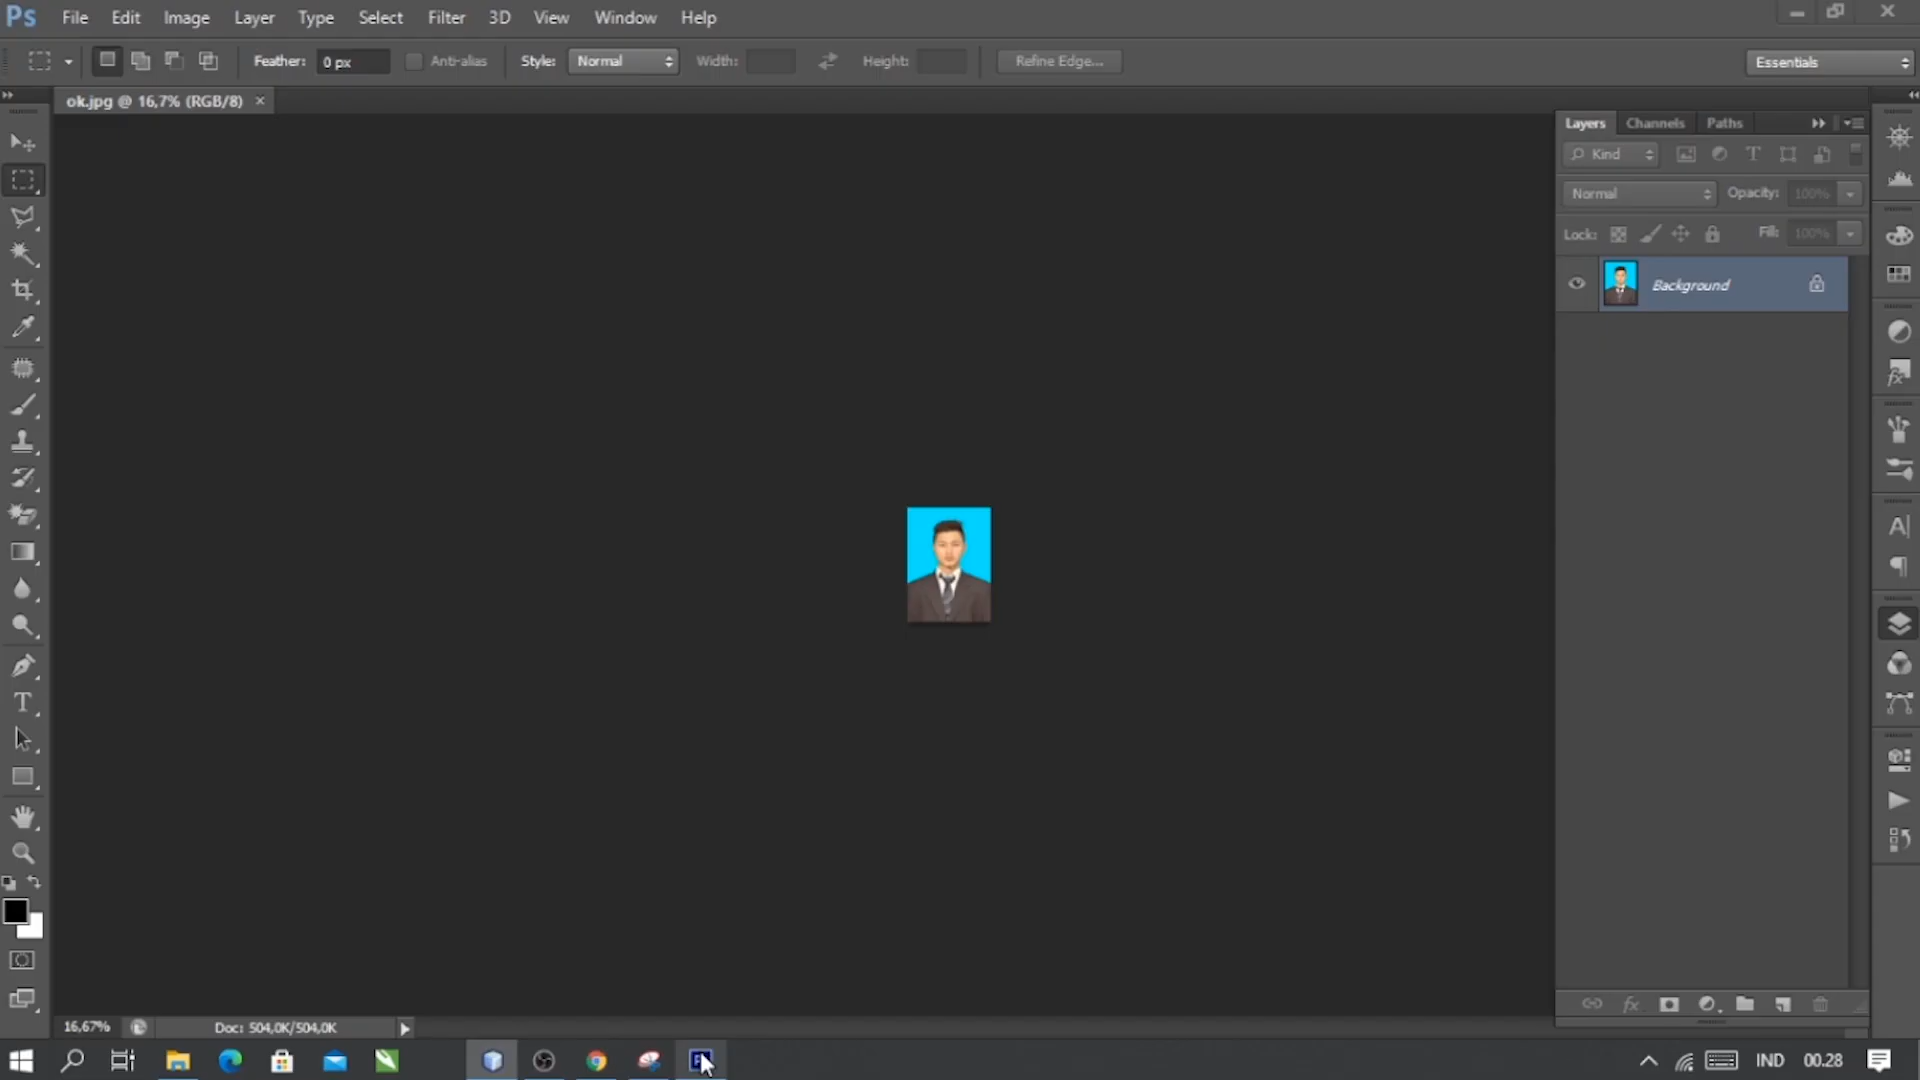 Ps File Edit Image Layer Type Select Filter 3D View Window Help
Feather: 0 px Anti-alias Style: Normal Width: Height: Refine Edge... Essentials
ok.jpg @ 16,7% (RGB/8) ×
Layers Channels Paths
Kind
Normal Opacity: 100%
Lock: Fill: 100%
Background
16,67% Doc: 504,0K/504,0K
IND 00.28